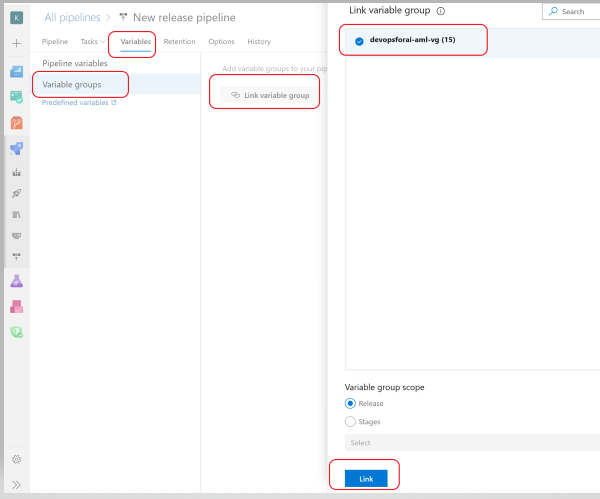 K
All pipelines > New release pipeline
Pipeline Tasks Variables Retention Options History
Pipeline variables
Variable groups
Predefined variables
Add variable groups to your pip
Link variable group
Link variable group
Search
devopsforai-aml-vg (15)
Variable group scope
Release
Stages
Select
Link